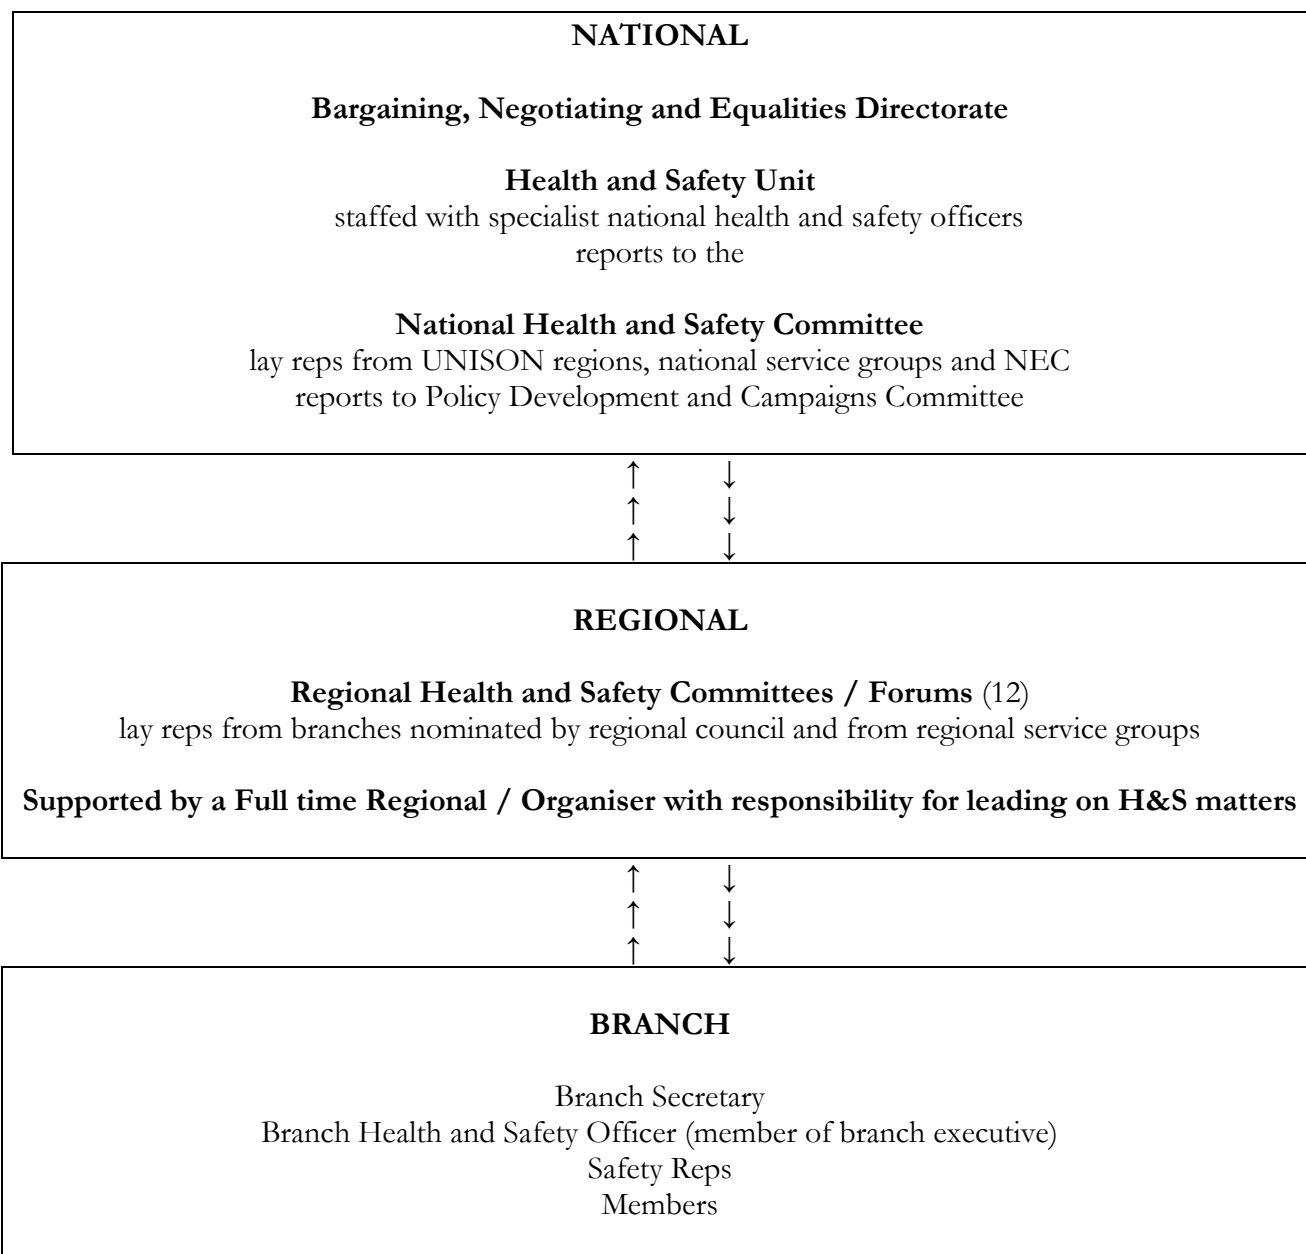 NATIONAL
Bargaining, Negotiating and Equalities Directorate
Health and Safety Unit
staffed with specialist national health and safety officers
reports to the
National Health and Safety Committee
lay reps from UNISON regions, national service groups and NEC
reports to Policy Development and Campaigns Committee
↑ ↓
↑ ↓
↑ ↓
REGIONAL
Regional Health and Safety Committees / Forums (12)
lay reps from branches nominated by regional council and from regional service groups
Supported by a Full time Regional / Organiser with responsibility for leading on H&S matters
↑ ↓
↑ ↓
↑ ↓
BRANCH
Branch Secretary
Branch Health and Safety Officer (member of branch executive)
Safety Reps
Members